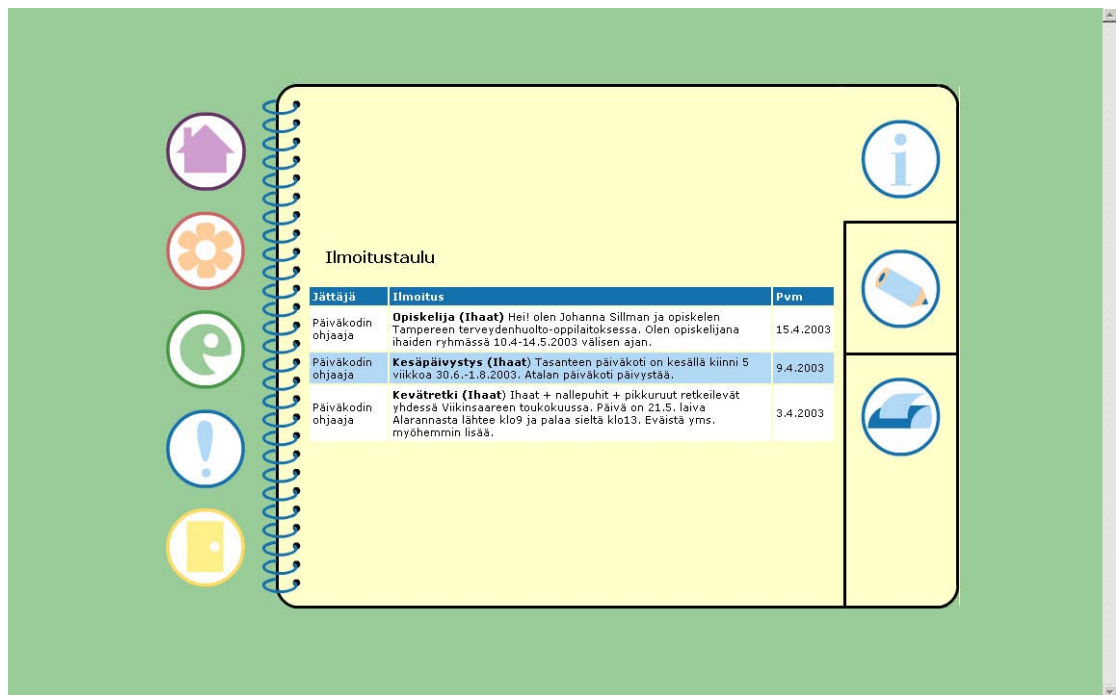 Ilmoitustaulu
Jättäjä Ilmoitus Pvm
Päiväkodin ohjaaja
Opiskelija (Ihaat) Hei! olen Johanna Sillman ja opiskelen
Tampereen terveydenhuolto-oppilaitoksessa. Olen opiskelijana
ihaiden ryhmässä 10.4-14.5.2003 välisen ajan.
15.4.2003
Päiväkodin ohjaaja
Kesäpäivystys (Ihaat) Tasanteen päiväkoti on kesällä kiinni 5
viikkoa 30.6.-1.8.2003. Atalan päiväkoti päivystää.
9.4.2003
Päiväkodin ohjaaja
Kevätretki (Ihaat) Ihaat + nallepuhit + pikkuruut retkeilevät
yhdessä Viikinsaareen toukokuussa. Päivä on 21.5. laiva
Alarannasta lähtee klo9 ja palaa sieltä klo13. Eväistä yms.
myöhemmin lisää.
3.4.2003